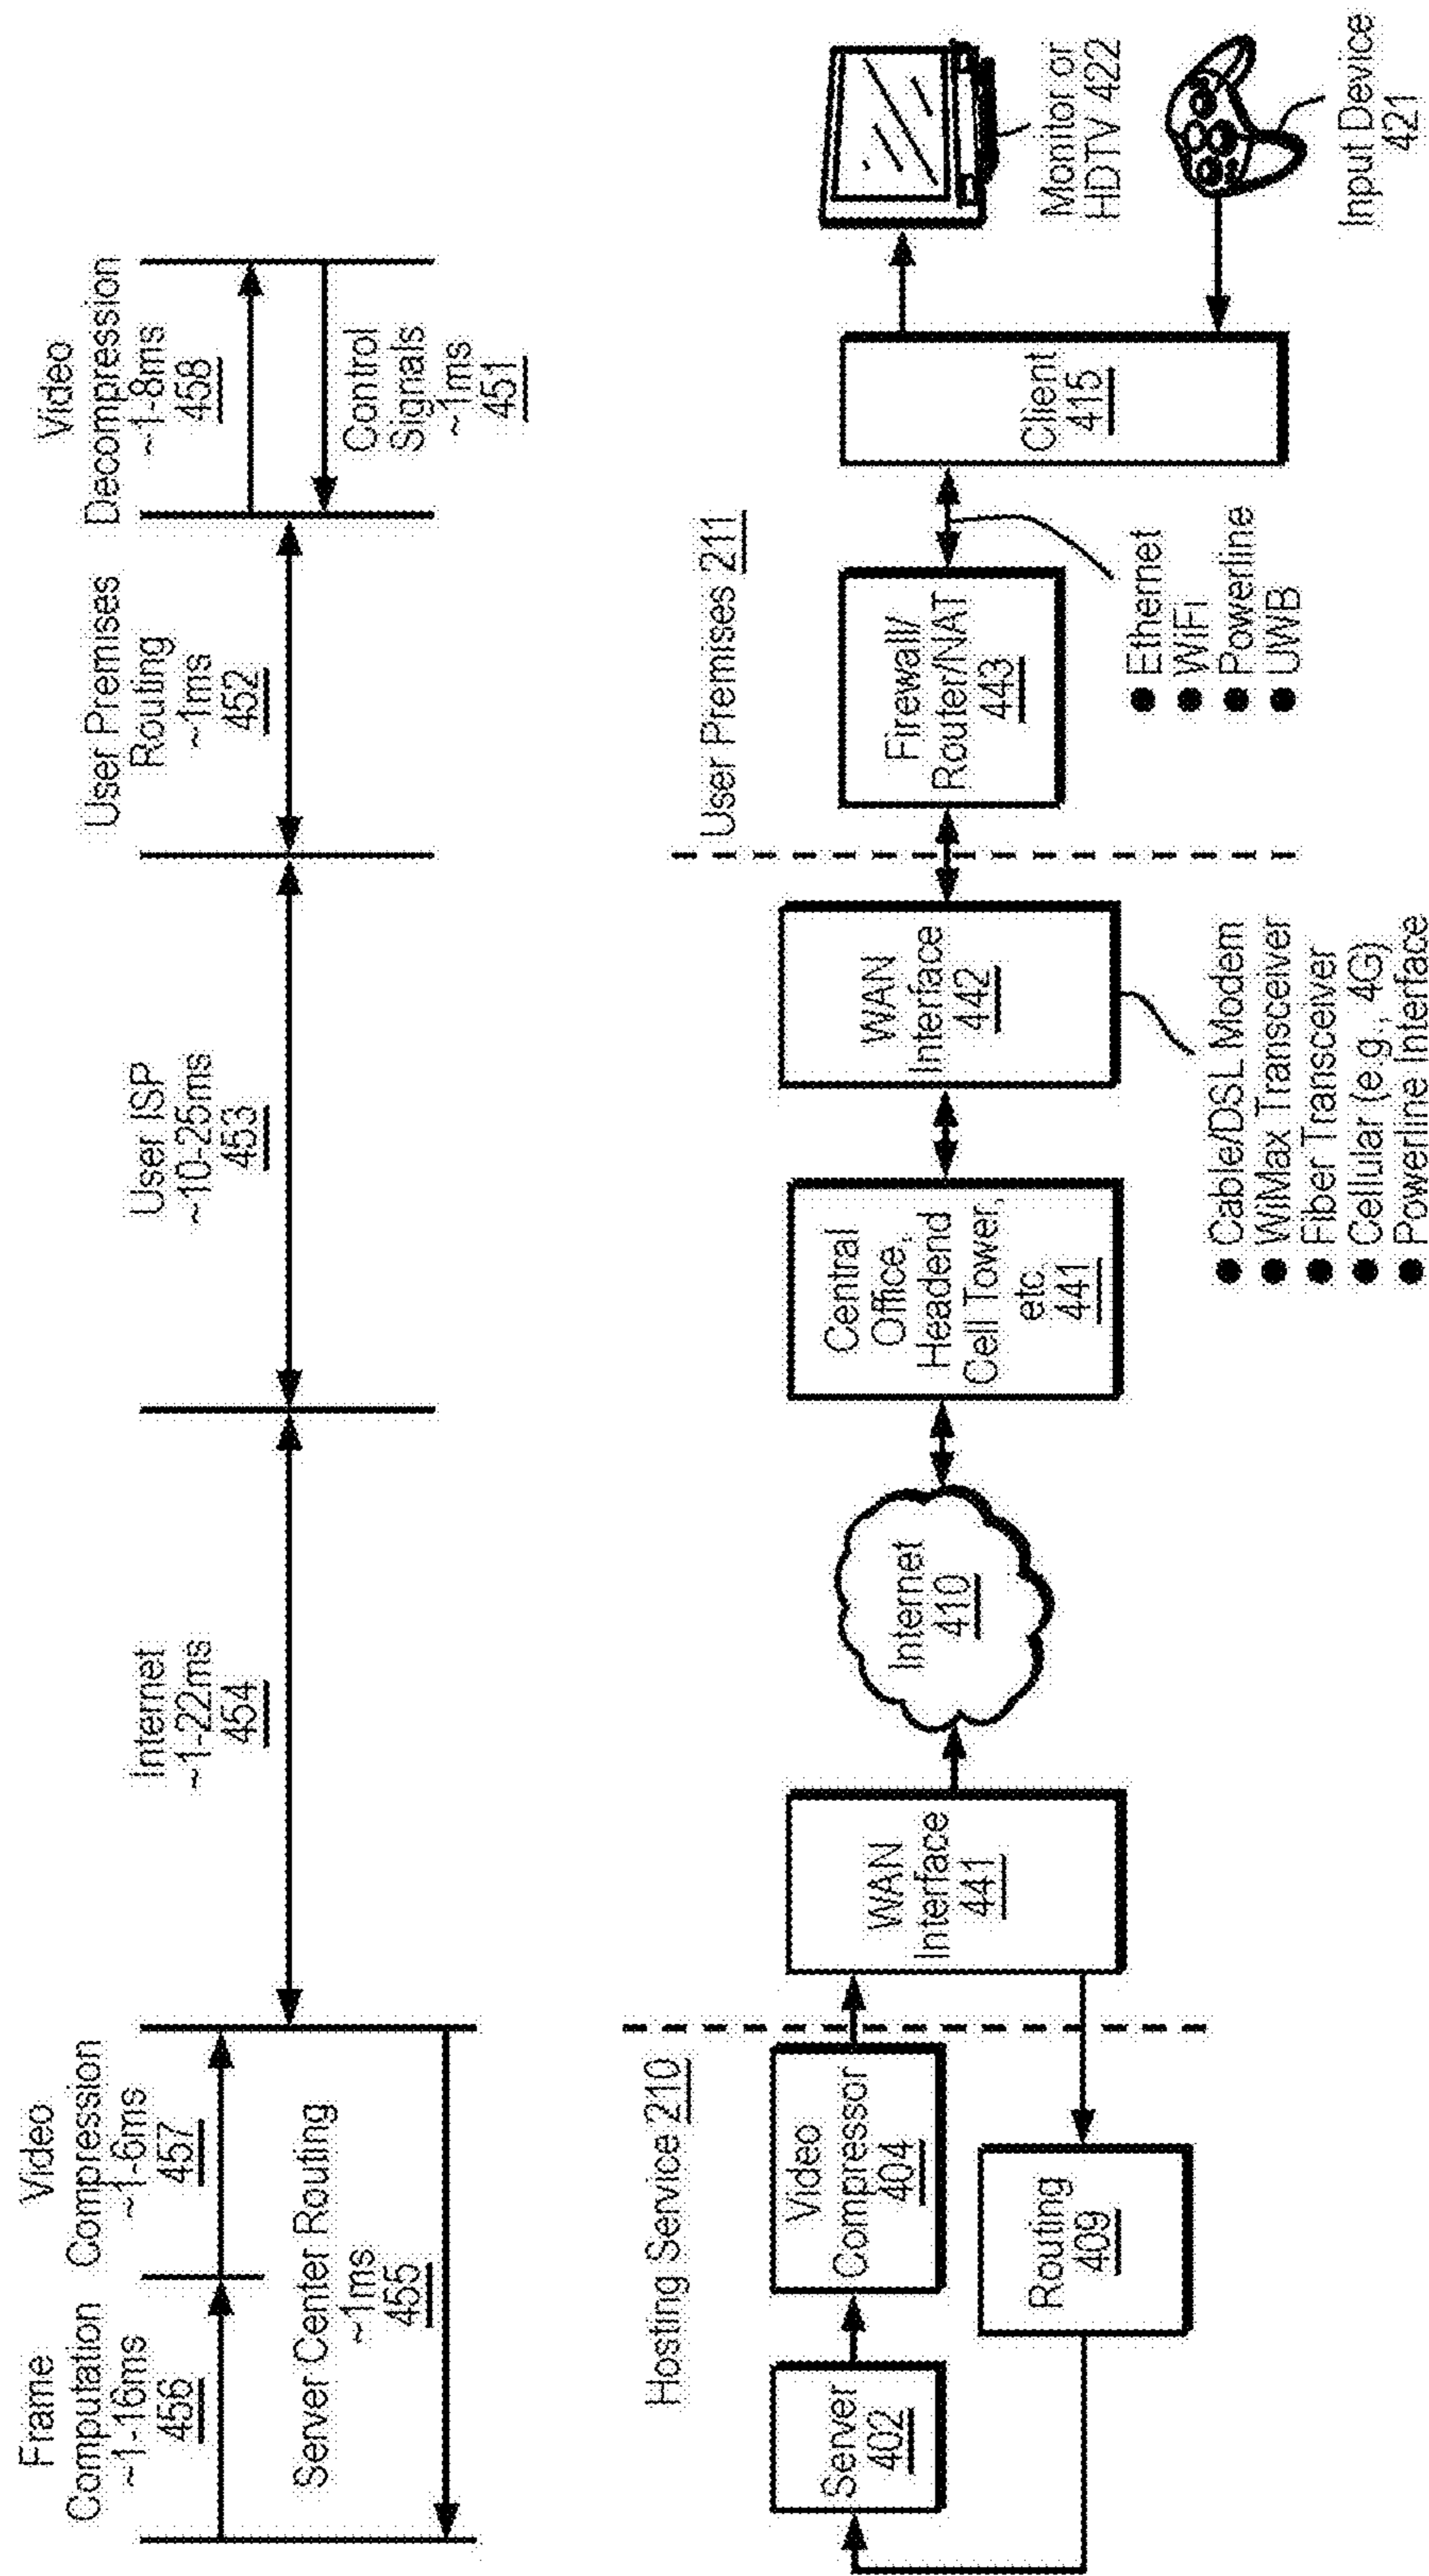 Frame
Computation
~1-16ms
456
Video
Compression
~1-6ms
457
Server Center Routing
~1ms
455
Internet
~1-22ms
454
User ISP
~10-25ms
453
User Premises
Routing
~1ms
452
Video
Decompression
~1-8ms
458
Control
Signals
~1ms
451
Hosting Service 210
Server
402
Video
Compressor
404
Routing
409
WAN
Interface
441
Internet
410
Central
Office,
Headend
Cell Tower,
etc
441
WAN
Interface
442
● Cable/DSL Modem
● WiMax Transceiver
● Fiber Transceiver
● Cellular (e.g., 4G)
● Powerline Interface
User Premises 211
Firewall/
Router/NAT
443
● Ethernet
● WiFi
● Powerline
● UWB
Client
415
Monitor or
HDTV 422
Input Device
421